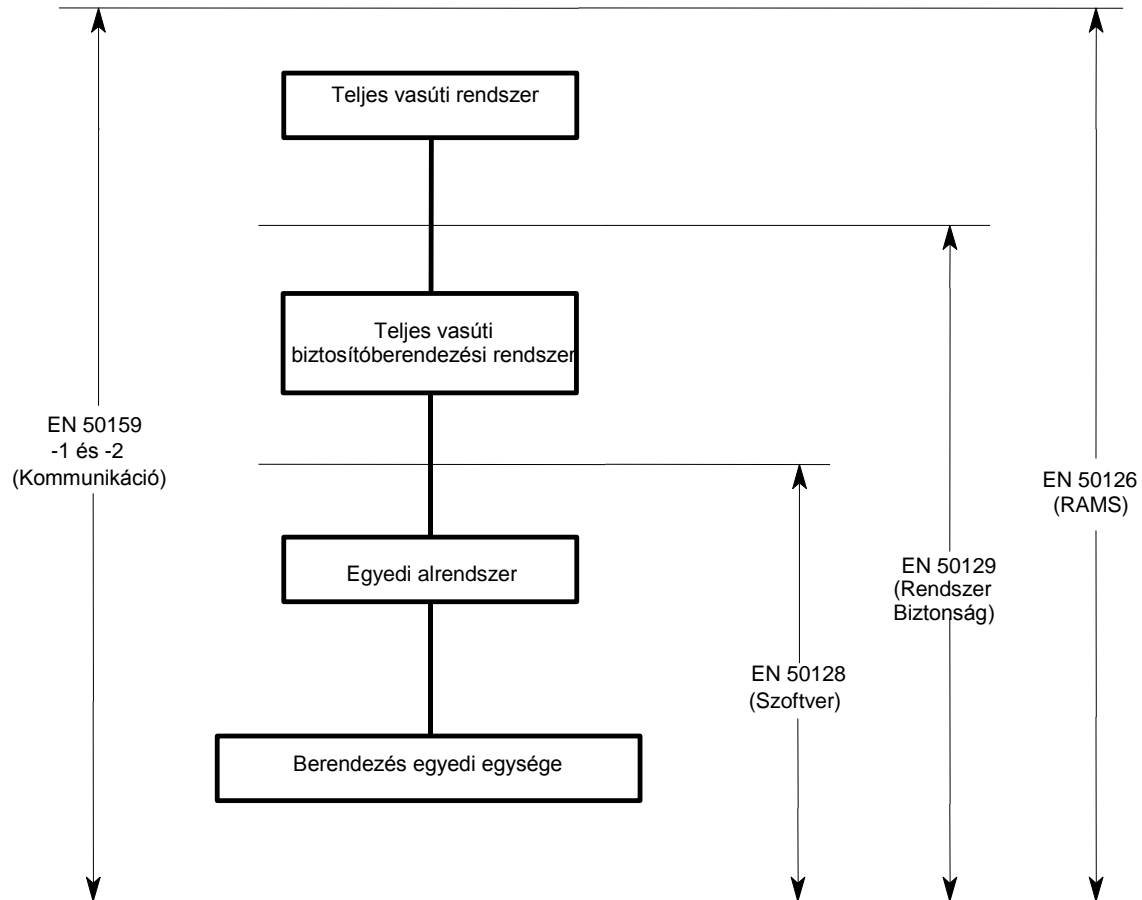 Teljes vasúti rendszer
Teljes vasúti
biztosítóberendezési rendszer
EN 50159
-1 és -2
(Kommunikáció)
EN 50126
(RAMS)
Egyedi alrendszer
EN 50129
(Rendszer
Biztonság)
EN 50128
(Szoftver)
Berendezés egyedi egysége